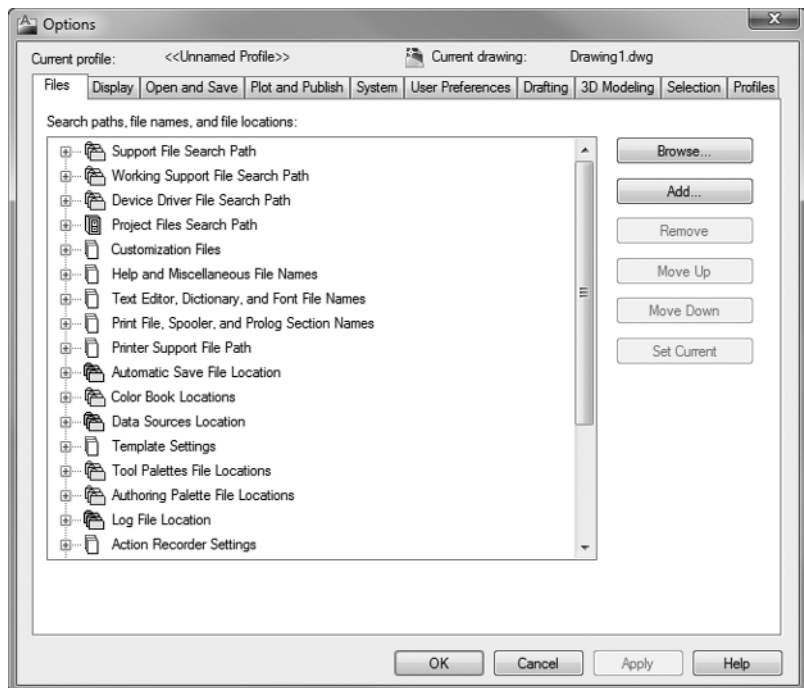 Options
Current profile: <<Unnamed Profile>> Current drawing: Drawing1.dwg
Files Display Open and Save Plot and Publish System User Preferences Drafting 3D Modeling Selection Profiles
Search paths, file names, and file locations:
Support File Search Path
Working Support File Search Path
Device Driver File Search Path
Project Files Search Path
Customization Files
Help and Miscellaneous File Names
Text Editor, Dictionary, and Font File Names
Print File, Spooler, and Prolog Section Names
Printer Support File Path
Automatic Save File Location
Color Book Locations
Data Sources Location
Template Settings
Tool Palettes File Locations
Authoring Palette File Locations
Log File Location
Action Recorder Settings
Browse...
Add...
Remove
Move Up
Move Down
Set Current
OK Cancel Apply Help